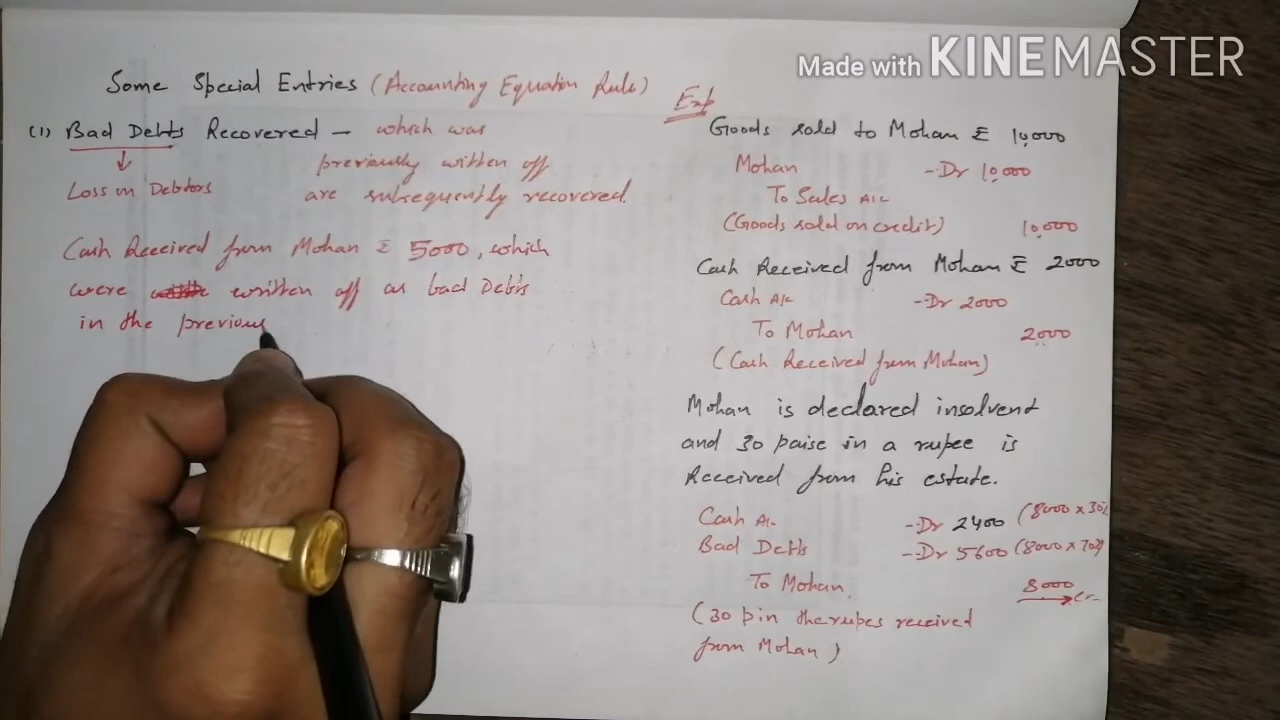 Made with KINEMASTER
Some Special Entries (Accounting Equation Rule)
(1) Bad Debts Recovered — which was
previously written off
are subsequently recovered.
↓
Loss on Debtors
Cash Received from Mohan ₹ 5000, which
were written off as bad Debts
in the previous
Exp
Goods sold to Mohan ₹ 10,000
Mohan —Dr 10,000
To Sales A/c
(Goods sold on credit) 10,000
Cash Received from Mohan ₹ 2000
Cash A/c —Dr 2000
To Mohan 2000
(Cash Received from Mohan)
Mohan is declared insolvent
and 30 paise in a rupee is
Received from his estate.
Cash A/c —Dr 2400 (8000 x 30%
Bad Debts —Dr 5600 (8000 x 70%)
To Mohan. 8000
(30 p in the rupes received
from Mohan)